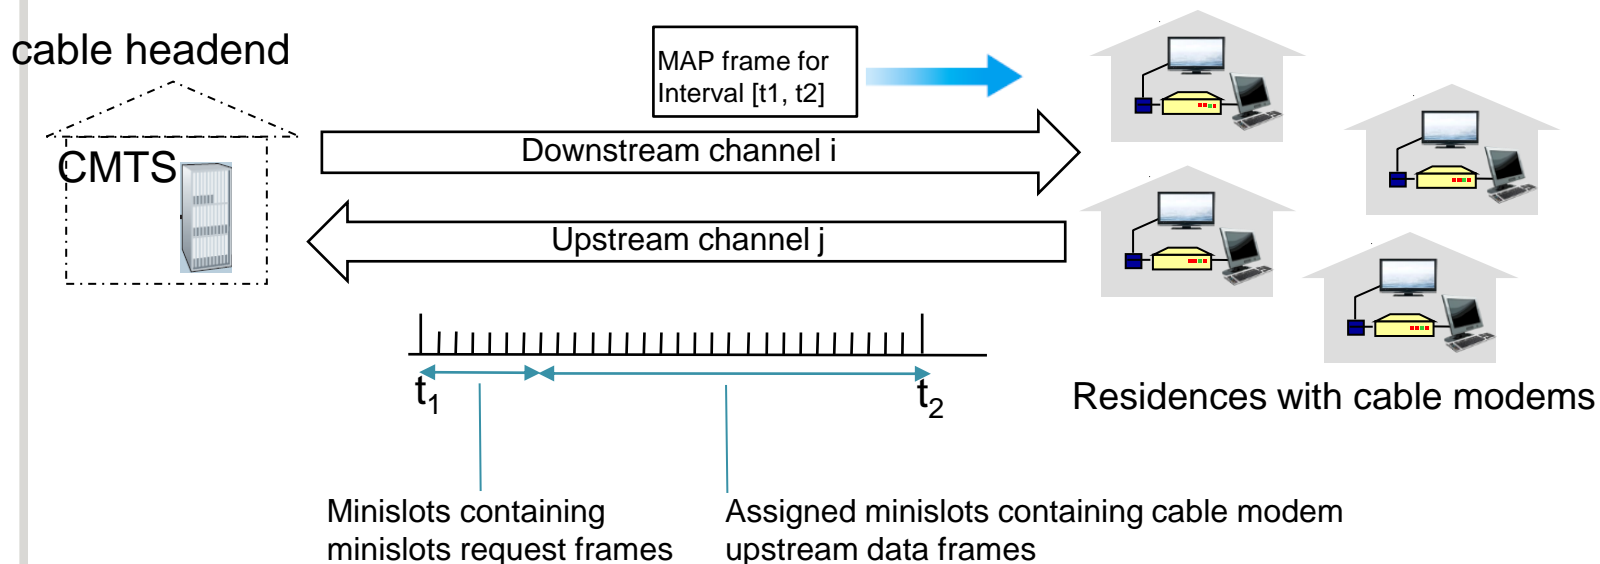 cable headend
MAP frame for
Interval [t1, t2]
CMTS
Downstream channel i
Upstream channel j
t1
t2
Residences with cable modems
Minislots containing
minislots request frames
Assigned minislots containing cable modem
upstream data frames